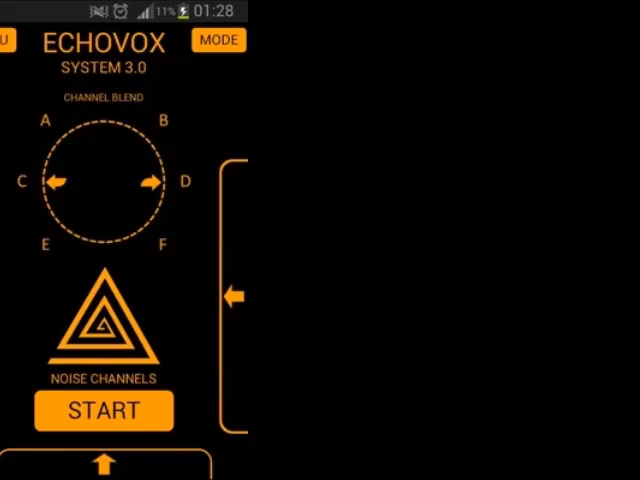 11% 01:28
U ECHOVOX MODE
SYSTEM 3.0
CHANNEL BLEND
A B
C D
E F
NOISE CHANNELS
START